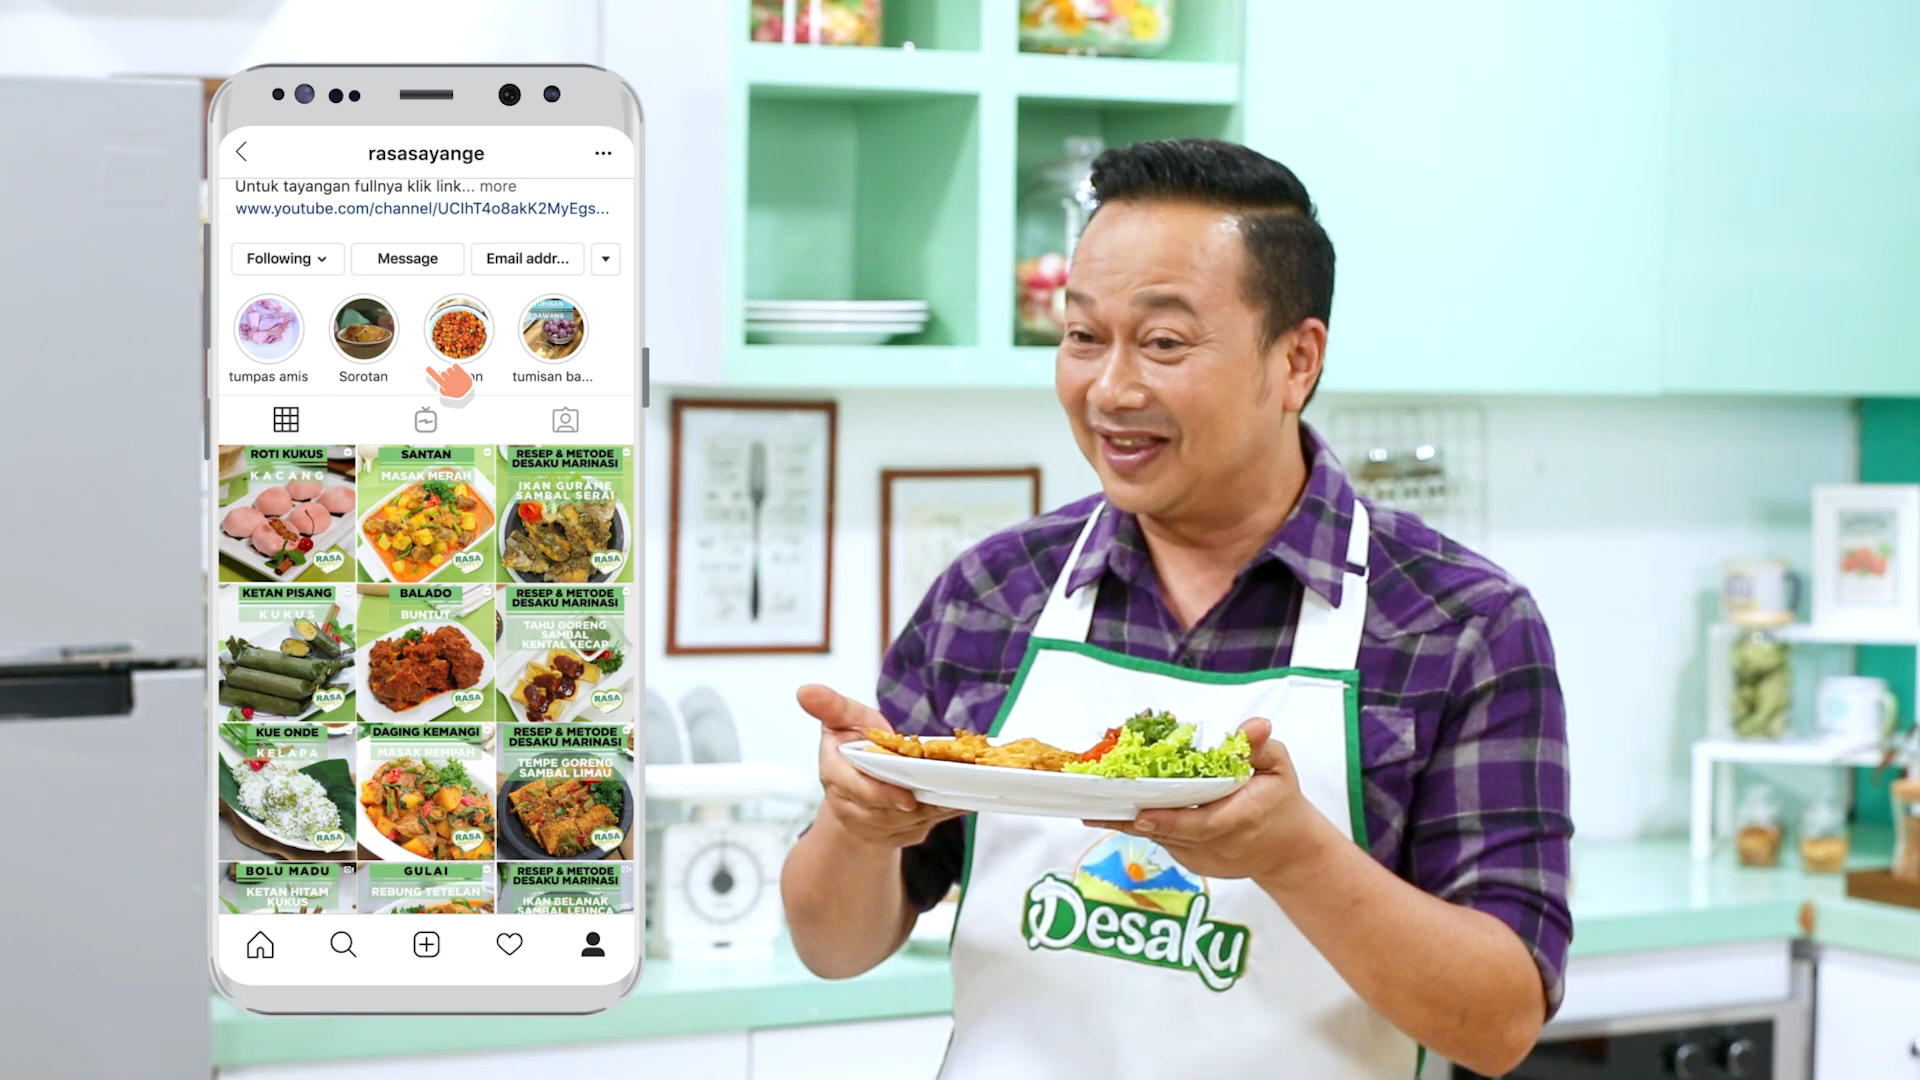 rasasayange
Untuk tayangan fullnya klik link... more
www.youtube.com/channel/UCIhT4o8akK2MyEgs...
Following
Message
Email addr...
TUMISAN
BAWANG
tumpas amis
Sorotan
tumisan ba...
ROTI KUKUS
KACANG
RASA
SANTAN
MASAK MERAH
RASA
RESEP & METODE
DESAKU MARINASI
IKAN GURAME
SAMBAL SERAI
RASA
KETAN PISANG
KUKUS
RASA
BALADO
BUNTUT
RASA
RESEP & METODE
DESAKU MARINASI
TAHU GORENG
SAMBAL
KENTAL KECAP
RASA
KUE ONDE
KELAPA
RASA
DAGING KEMANGI
MASAK REMPAH
RASA
RESEP & METODE
DESAKU MARINASI
TEMPE GORENG
SAMBAL LIMAU
RASA
BOLU MADU
KETAN HITAM
KUKUS
GULAI
REBUNG TETELAN
RESEP & METODE
DESAKU MARINASI
IKAN BELANAK
SAMBAL LEUNCA
Desaku